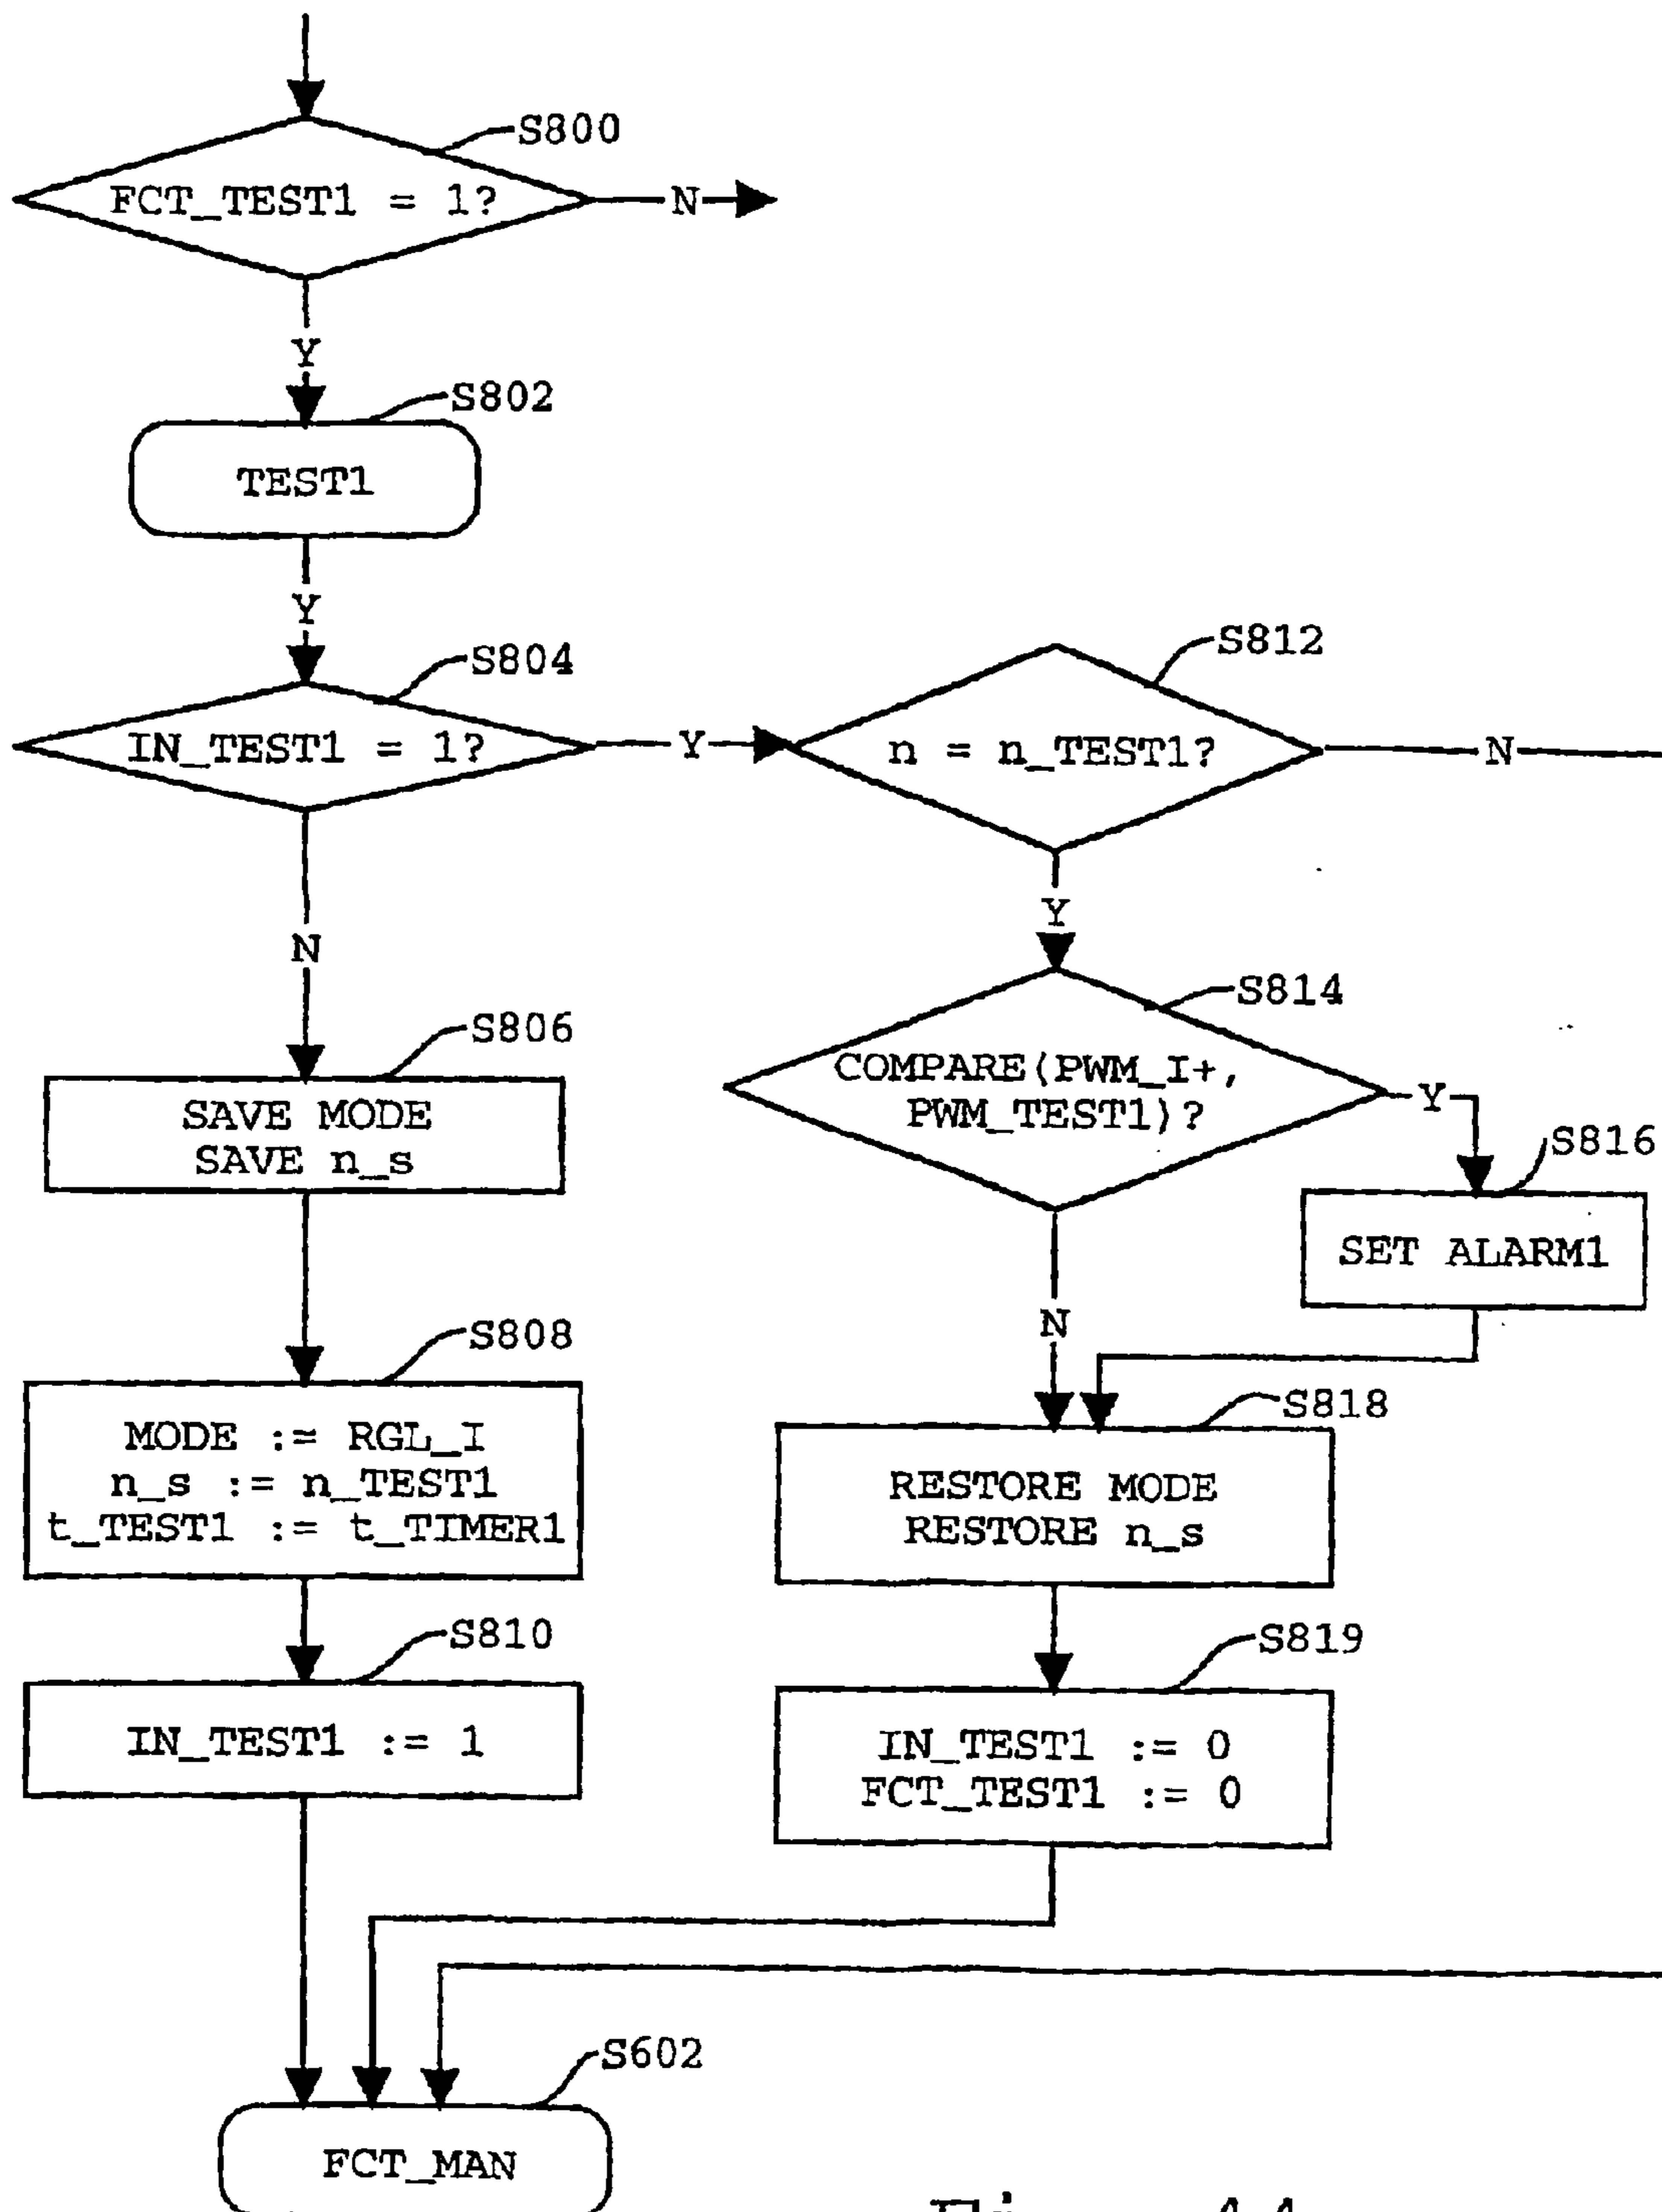 S800
FCT_TEST1 = 1?
N
Y
S802
TEST1
Y
S804
IN_TEST1 = 1?
Y
S812
n = n_TEST1?
N
Y
N
S814
COMPARE(PWM_I+,
PWM_TEST1)?
Y
S806
SAVE MODE
SAVE n_s
S816
SET ALARM1
N
S808
MODE := RGL_I
n_s := n_TEST1
t_TEST1 := t_TIMER1
S818
RESTORE MODE
RESTORE n_s
S810
IN_TEST1 := 1
S819
IN_TEST1 := 0
FCT_TEST1 := 0
S602
FCT_MAN